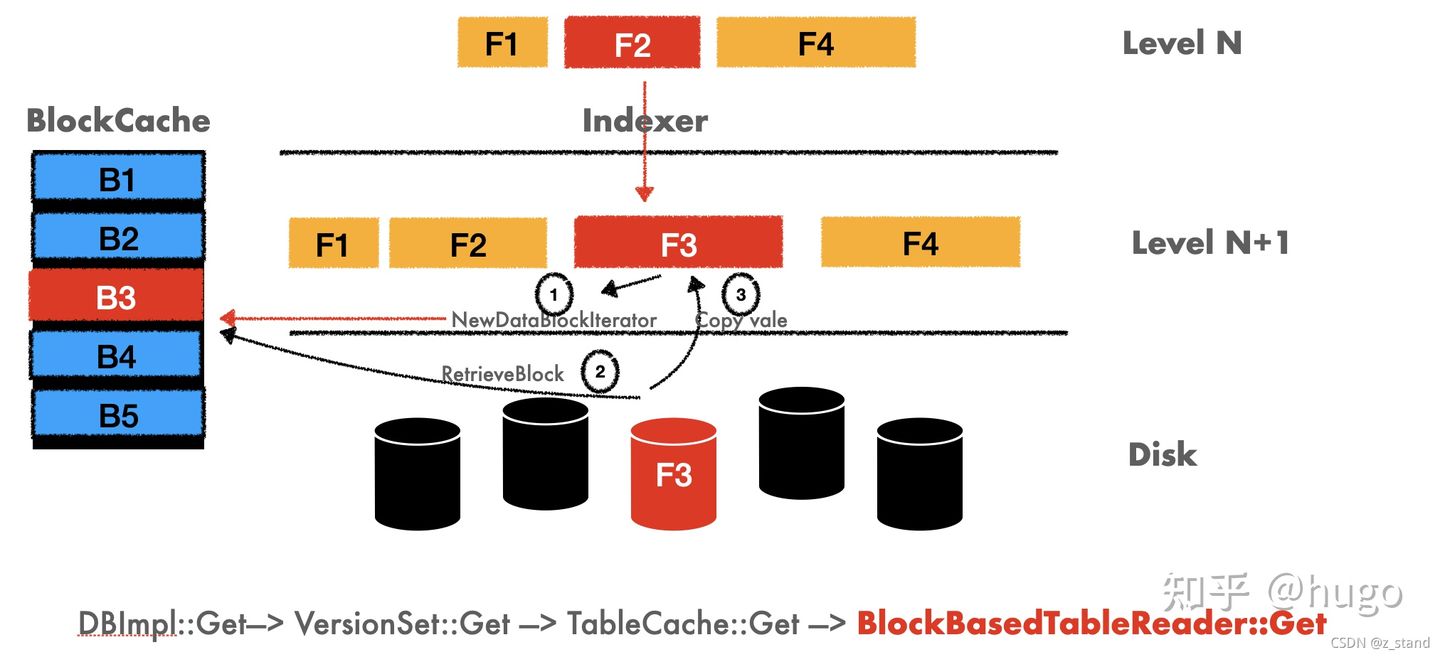 F1 F2 F4 Level N
BlockCache Indexer
B1
B2
B3
B4
B5
F1 F2 F3 F4 Level N+1
1 3
NewDataBlockIterator Copy vale
RetrieveBlock 2
F3 Disk
知乎 @hugo
DBImpl::Get—> VersionSet::Get —> TableCache::Get —> BlockBasedTableReader::Get
CSDN @z_stand